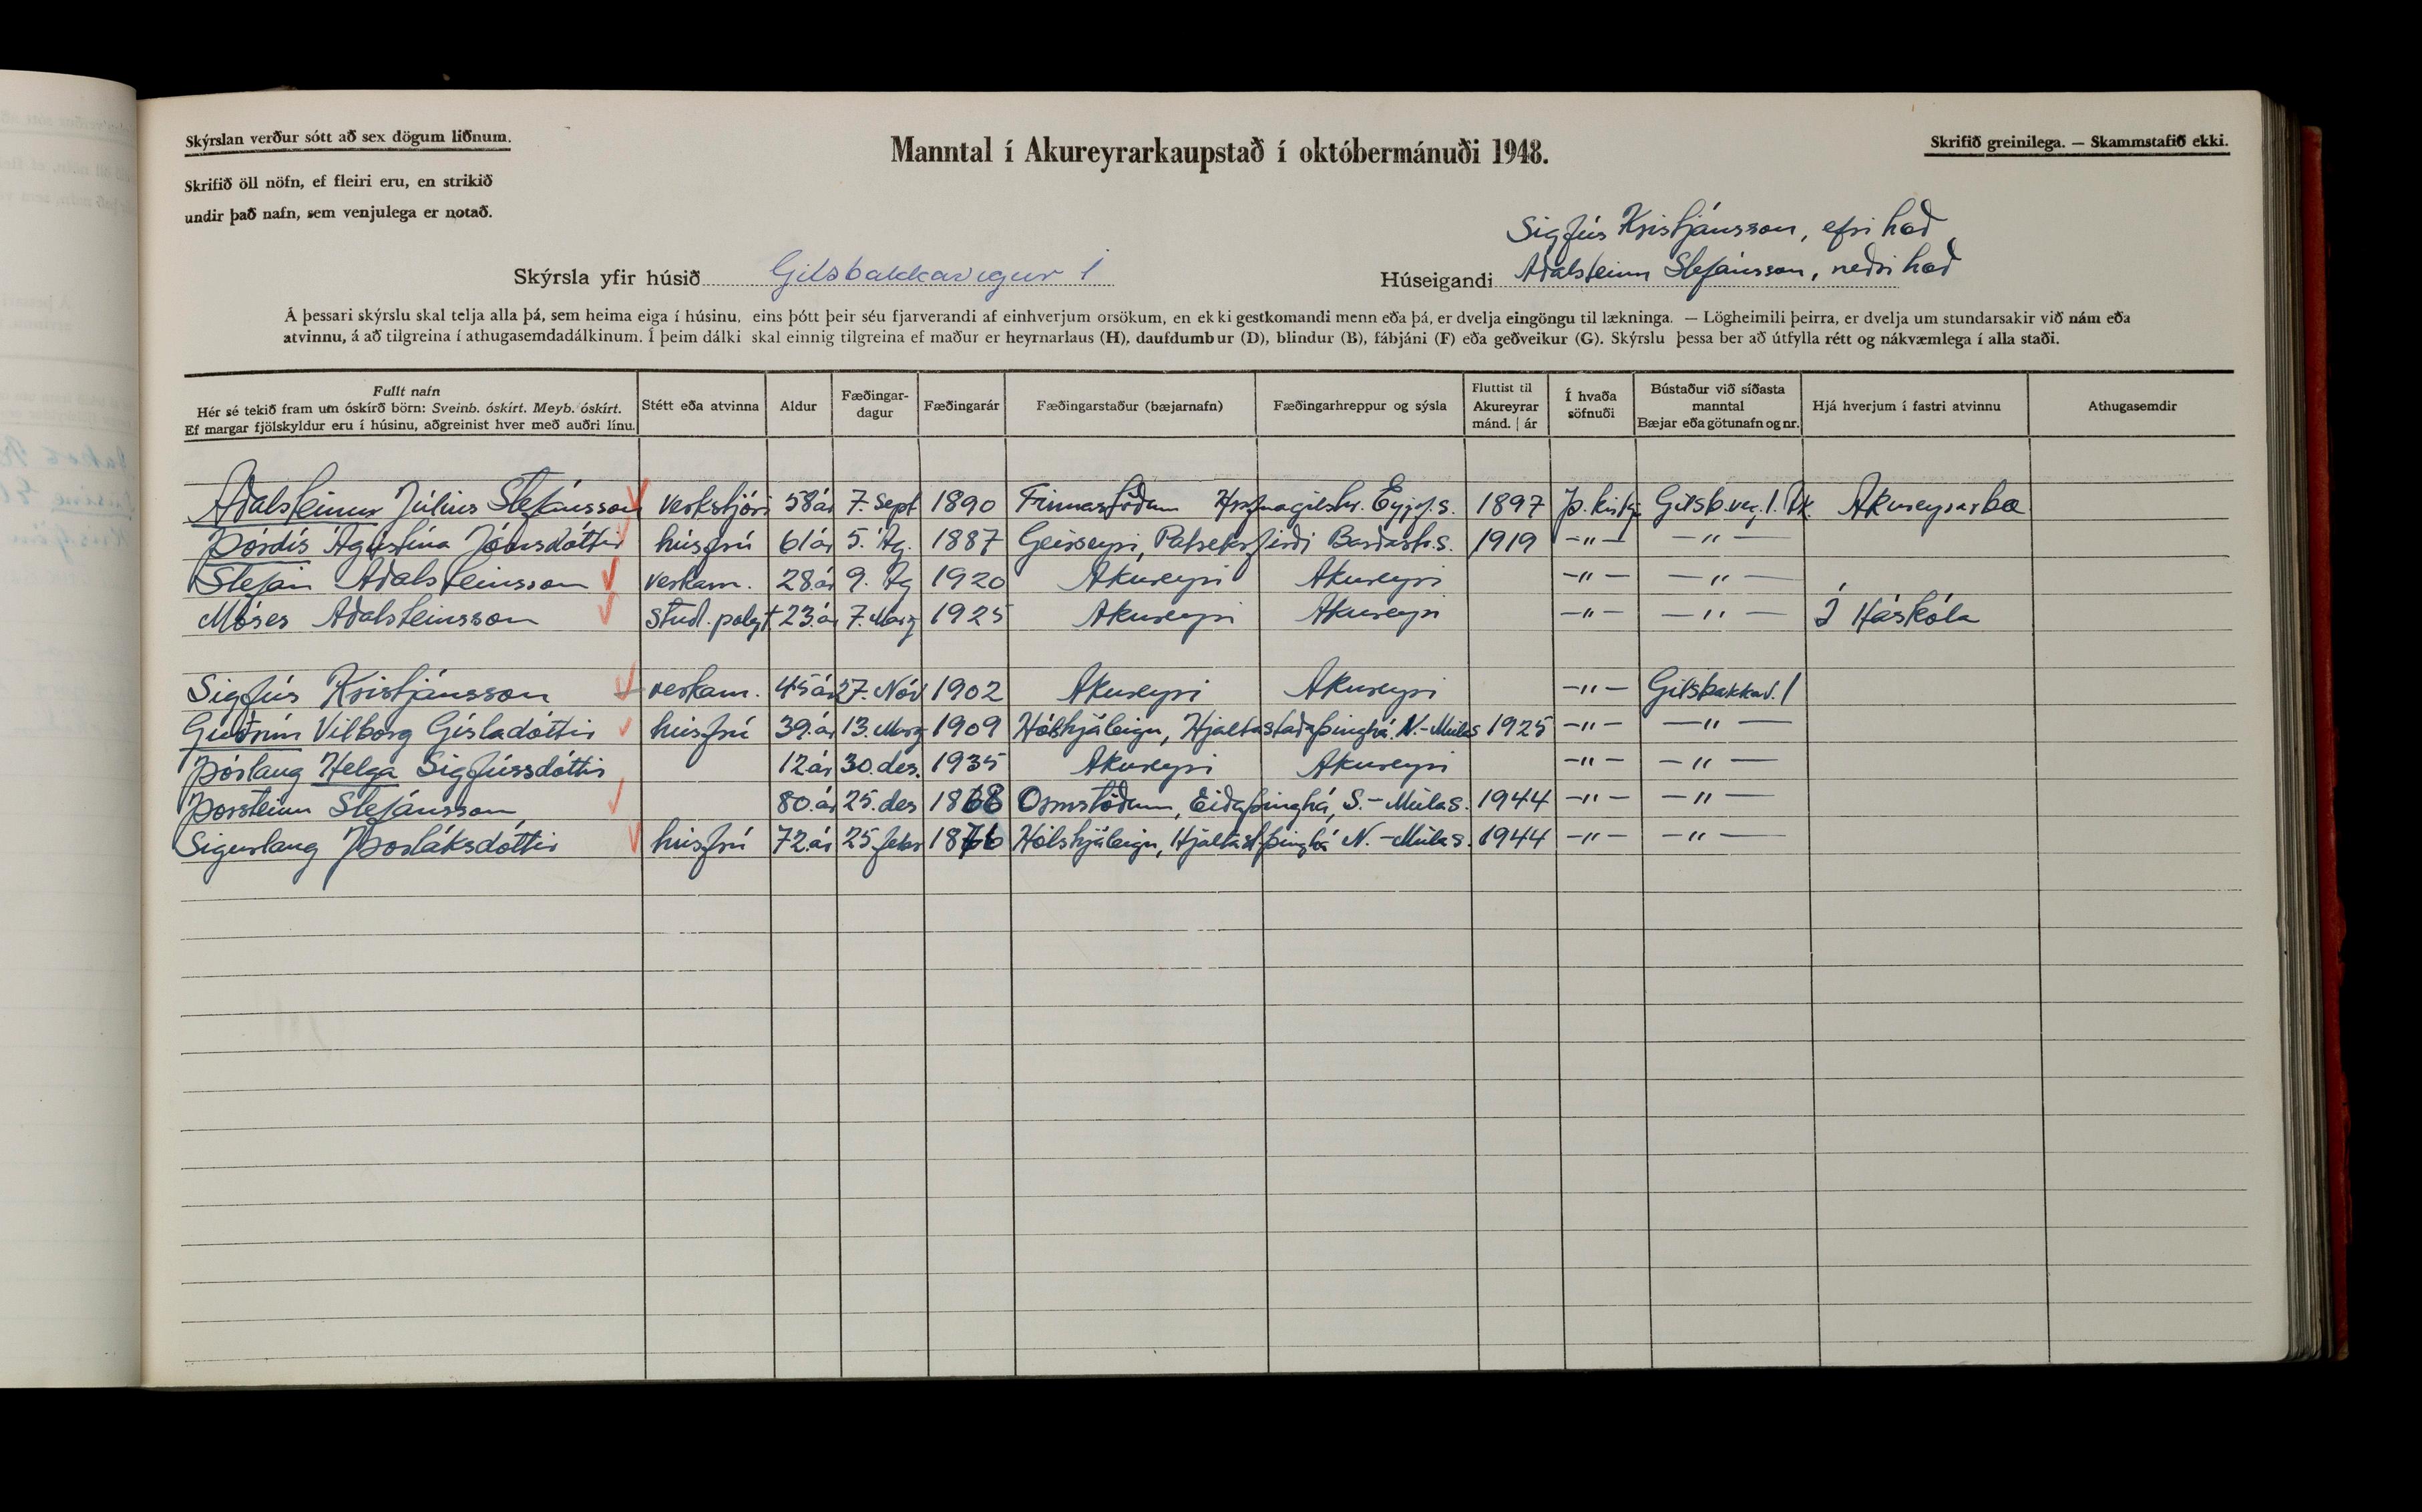 Skýrslan verður sótt að sex dögum liðnum.
Skrifið öll nöfn, ef fleiri eru, en strikið
undir það nafn, sem venjulega er notað.
Manntal í Akureyrarkaupstað í októbermánuði 1948.
Skrifið greinilega. — Skammstafið ekki.
Sigfús Kristjánsson, efri hæð
Skýrsla yfir húsið Gilsbakkavegur 1
Húseigandi Aðalsteinn Stefánsson, neðri hæð
Á þessari skýrslu skal telja alla þá, sem heima eiga í húsinu, eins þótt þeir séu fjarverandi af einhverjum orsökum, en ekki gestkomandi menn eða þá, er dvelja eingöngu til lækninga. — Lögheimili þeirra, er dvelja um stundarsakir við nám eða
atvinnu, á að tilgreina í athugasemdadálkinum. Í þeim dálki skal einnig tilgreina ef maður er heyrnarlaus (H), daufdumbur (D), blindur (B), fábjáni (F) eða geðveikur (G). Skýrslu þessa ber að útfylla rétt og nákvæmlega í alla staði.
Fullt nafn
Hér sé tekið fram um óskírð börn: Sveinb. óskírt. Meyb. óskírt.
Ef margar fjölskyldur eru í húsinu, aðgreinist hver með auðri línu.
Stétt eða atvinna
Aldur
Fæðingar-
dagur
Fæðingarár
Fæðingarstaður (bæjarnafn)
Fæðingarhreppur og sýsla
Fluttist til
Akureyrar
mánd. | ár
Í hvaða
söfnuði
Bústaður við síðasta
manntal
Bæjar eða götunafn og nr.
Hjá hverjum í fastri atvinnu
Athugasemdir
Aðalsteinn Júlíus Stefánsson verkstjóri 58 ár 7. Sept 1890 Finnastöðum Hrafnagilshr. Eyjf.s. 1897 Þ.kirkj Gilsb.veg. 1. Ak. Akureyrarbæ
Þórdís Ágústína Jónsdóttir húsfrú 61 ár 5. Ág. 1887 Geirseyri, Patreksfirði Barðastr.s. 1919 -"- -"-
Stefán Aðalsteinsson verkam. 28 ár 9. Ág 1920 Akureyri Akureyri -"- -"-
Móses Aðalsteinsson Stud. polyt 23. ár 7. Marz 1925 Akureyri Akureyri -"- -"- Í Háskóla
Sigfús Kristjánsson verkam. 45 ár 27. Nóv 1902 Akureyri Akureyri -"- Gilsbakkav. 1
Guðrún Vilborg Gísladóttir húsfrú 39. ár 13. Marz 1909 Hólshjáleigu, Hjaltastaðaþinghá. N.-Múlas 1925 -"- -"-
Þórlaug Helga Sigfúsdóttir 12 ár 30. des. 1935 Akureyri Akureyri -"- -"-
Þorsteinn Stefánsson 80. ár 25. des 1868 Ormstöðum, Eiðaþinghá, S.-Múlas. 1944 -"- -"-
Sigurlaug Þorláksdóttir húsfrú 72. ár 25. febr 1876 Hólshjáleigu, Hjaltastþinghá N.-Múlas. 1944 -"- -"-